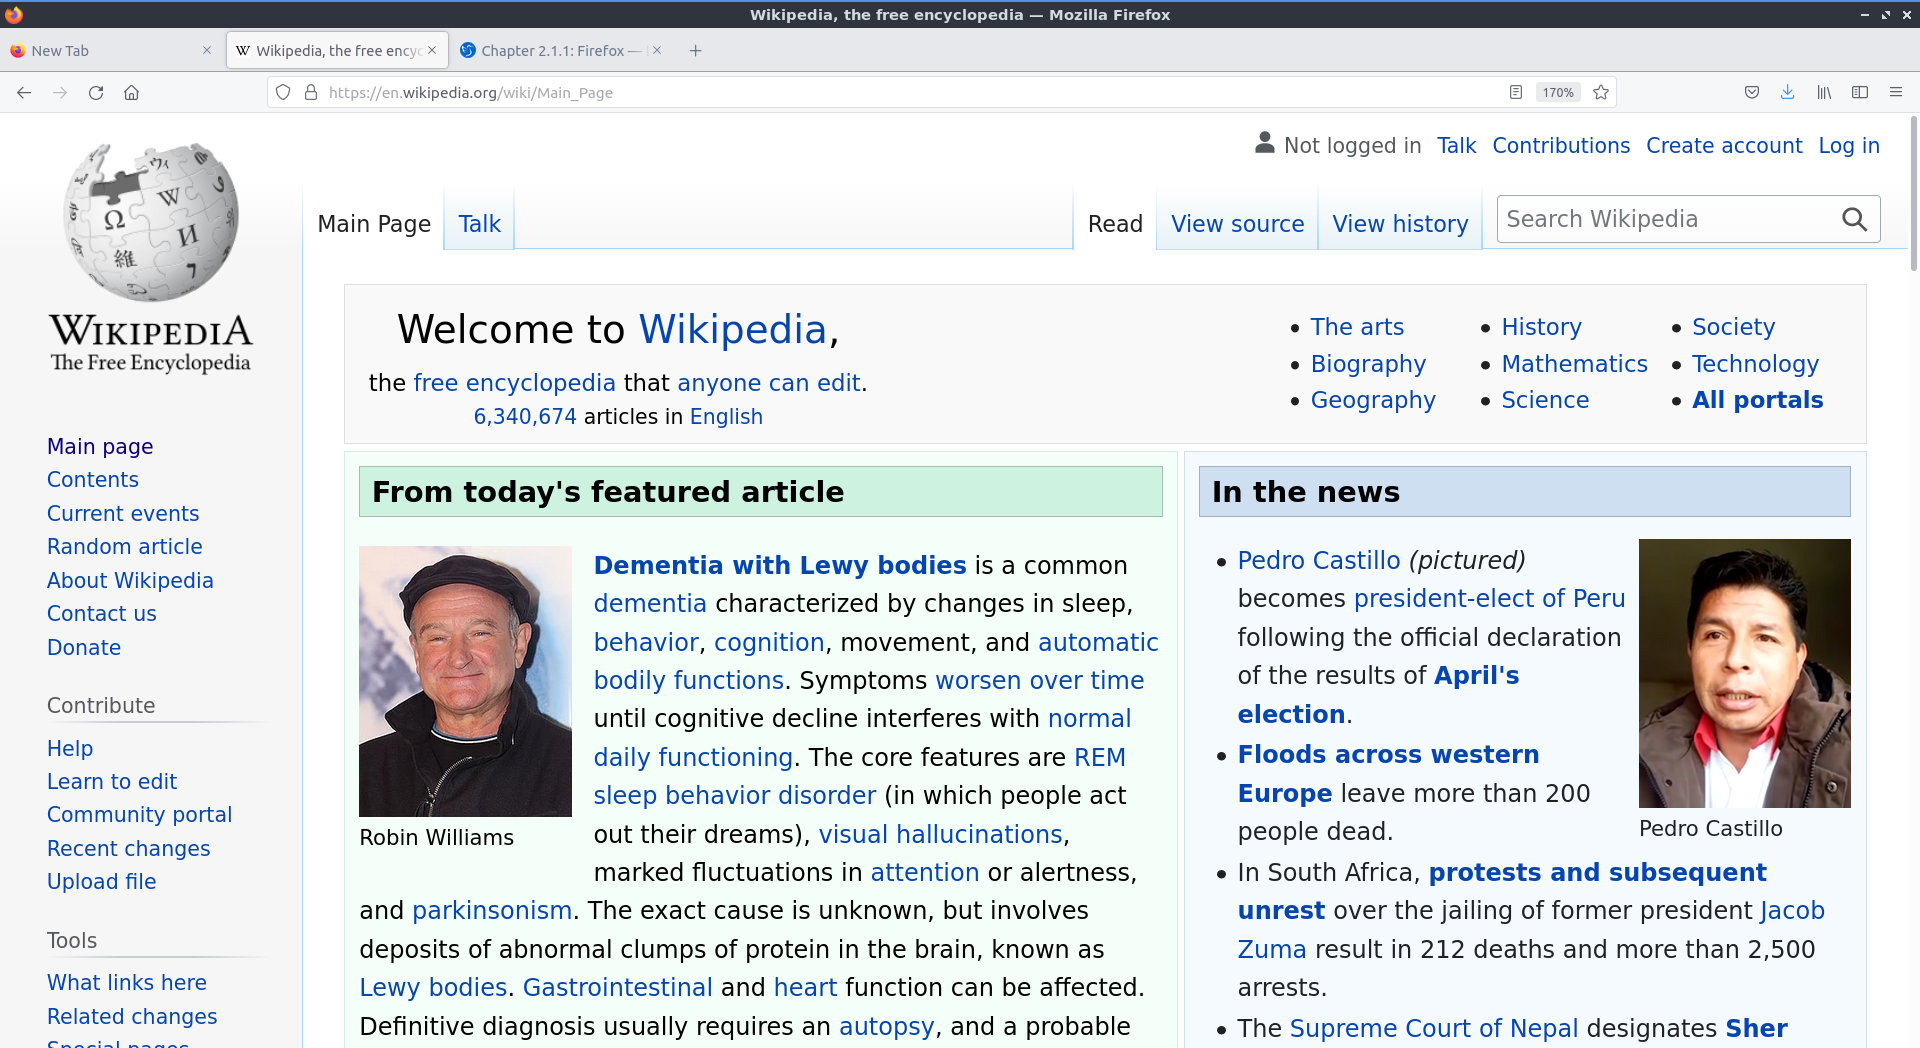 Wikipedia, the free encyclopedia — Mozilla Firefox
New Tab
Wikipedia, the free ency
Chapter 2.1.1: Firefox —
https://en.wikipedia.org/wiki/Main_Page
170%
Not logged in Talk Contributions Create account Log in
Main Page Talk Read View source View history Search Wikipedia
WIKIPEDIA
The Free Encyclopedia
Main page
Contents
Current events
Random article
About Wikipedia
Contact us
Donate
Contribute
Help
Learn to edit
Community portal
Recent changes
Upload file
Tools
What links here
Related changes
Special pages
Welcome to Wikipedia,
the free encyclopedia that anyone can edit.
6,340,674 articles in English
The arts
Biography
Geography
History
Mathematics
Science
Society
Technology
All portals
From today's featured article
Robin Williams
Dementia with Lewy bodies is a common
dementia characterized by changes in sleep,
behavior, cognition, movement, and automatic
bodily functions. Symptoms worsen over time
until cognitive decline interferes with normal
daily functioning. The core features are REM
sleep behavior disorder (in which people act
out their dreams), visual hallucinations,
marked fluctuations in attention or alertness,
and parkinsonism. The exact cause is unknown, but involves
deposits of abnormal clumps of protein in the brain, known as
Lewy bodies. Gastrointestinal and heart function can be affected.
Definitive diagnosis usually requires an autopsy, and a probable
In the news
Pedro Castillo (pictured)
becomes president-elect of Peru
following the official declaration
of the results of April's
election.
Floods across western
Europe leave more than 200
people dead.
Pedro Castillo
In South Africa, protests and subsequent
unrest over the jailing of former president Jacob
Zuma result in 212 deaths and more than 2,500
arrests.
The Supreme Court of Nepal designates Sher